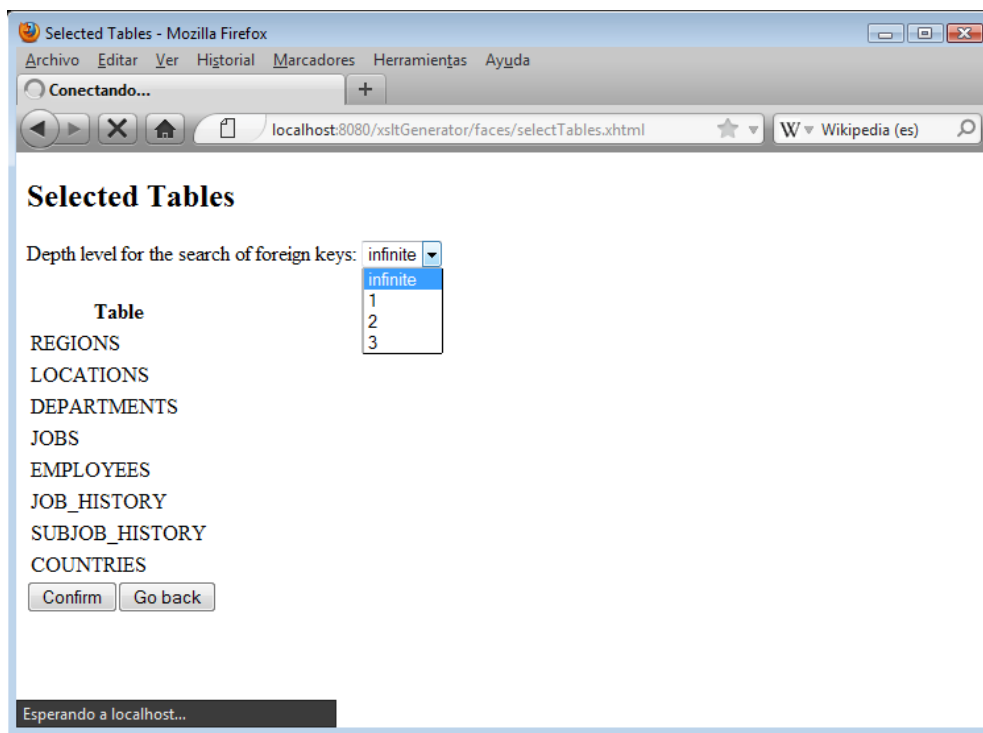 Selected Tables - Mozilla Firefox
Archivo Editar Ver Historial Marcadores Herramientas Ayuda
Conectando... +
localhost:8080/xsltGenerator/faces/selectTables.xhtml W Wikipedia (es)
Selected Tables
Depth level for the search of foreign keys: infinite
infinite
1
2
3
Table
REGIONS
LOCATIONS
DEPARTMENTS
JOBS
EMPLOYEES
JOB_HISTORY
SUBJOB_HISTORY
COUNTRIES
Confirm Go back
Esperando a localhost...